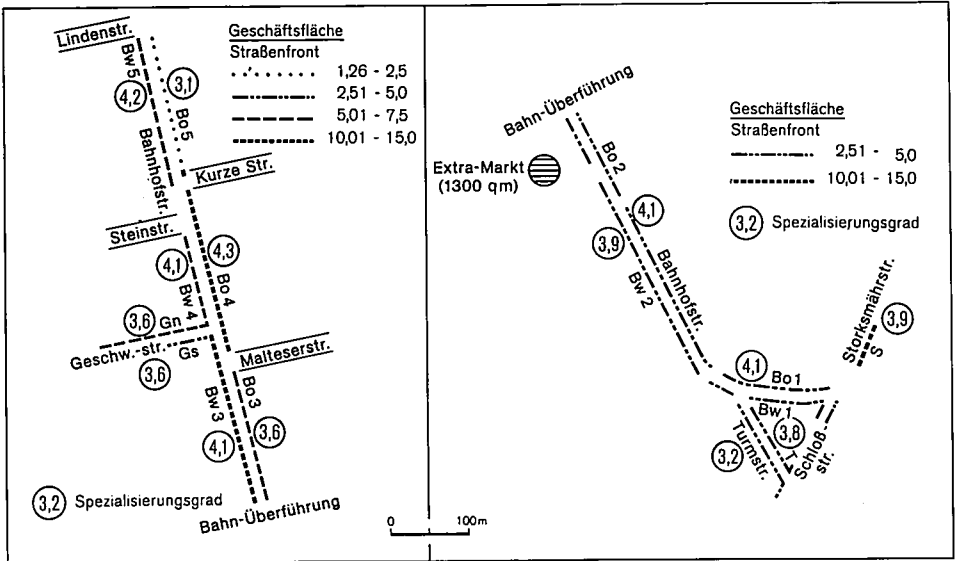 Lindenstr.
Geschäftsfläche
Straßenfront
1,26 - 2,5
2,51 - 5,0
5,01 - 7,5
10,01 - 15,0
Bw 5
4,2
3,1
Bo 5
Bahnhofstr.
Kurze Str.
Steinstr.
4,1
4,3
Bw 4
Bo 4
3,6
Gn
Geschw.-str.
Gs
3,6
Malteserstr.
Bw 3
Bo 3
4,1
3,6
3,2 Spezialisierungsgrad
Bahn-Überführung
0 100m
Bahn-Überführung
Geschäftsfläche
Straßenfront
2,51 - 5,0
10,01 - 15,0
3,2 Spezialisierungsgrad
Extra-Markt
(1300 qm)
Bo 2
4,1
3,9
Bw 2
Bahnhofstr.
Storksmährstr.
3,9
S
4,1
Bo 1
Bw 1
3,8
3,2
Turmstr.
T
Schloß
str.